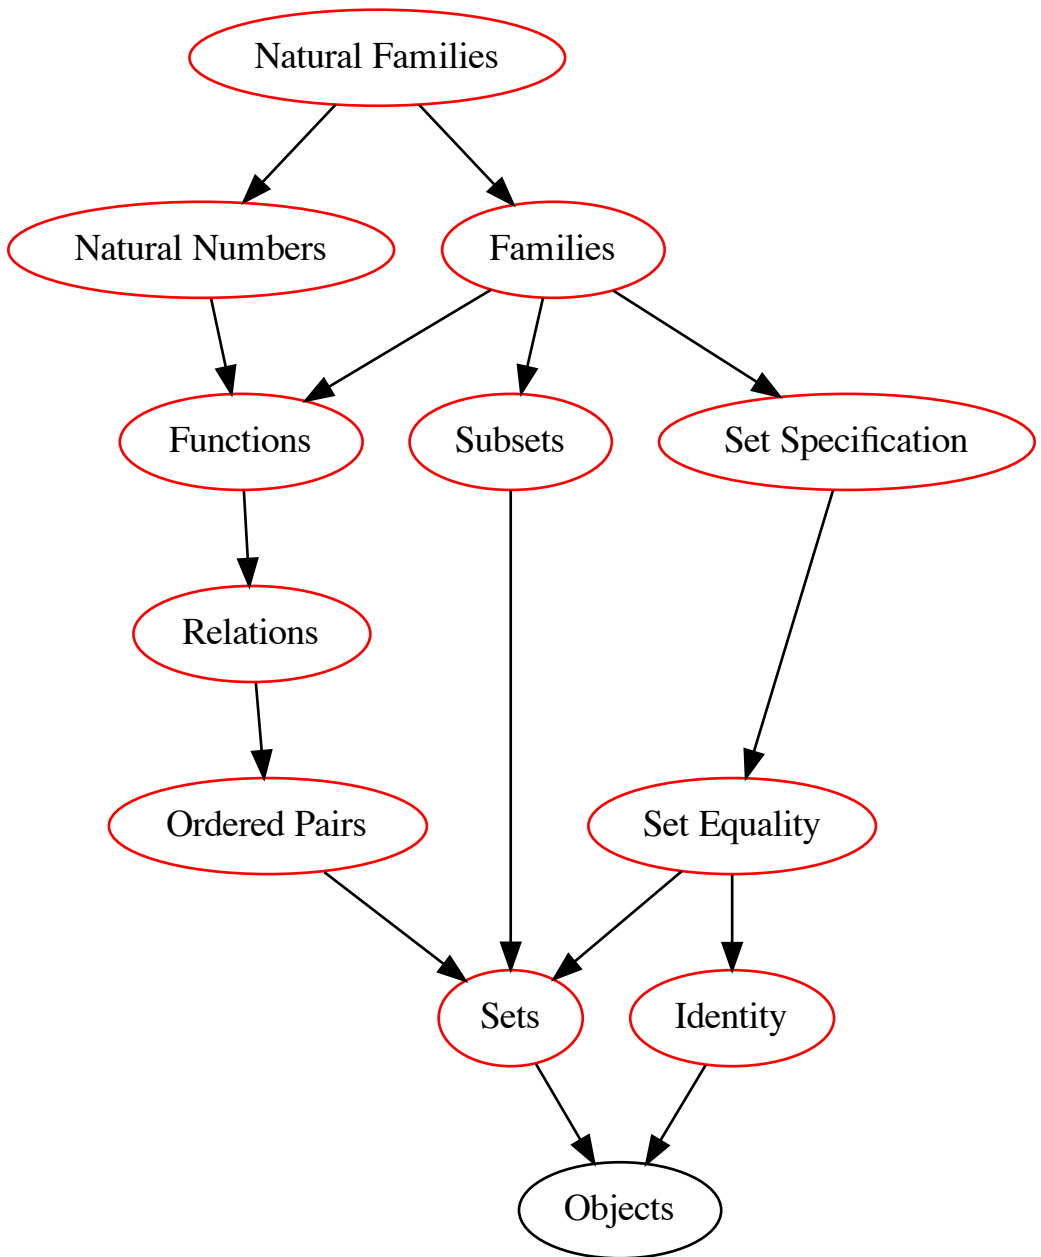 Natural Families
Natural Numbers
Families
Functions
Subsets
Set Specification
Relations
Ordered Pairs
Set Equality
Sets
Identity
Objects